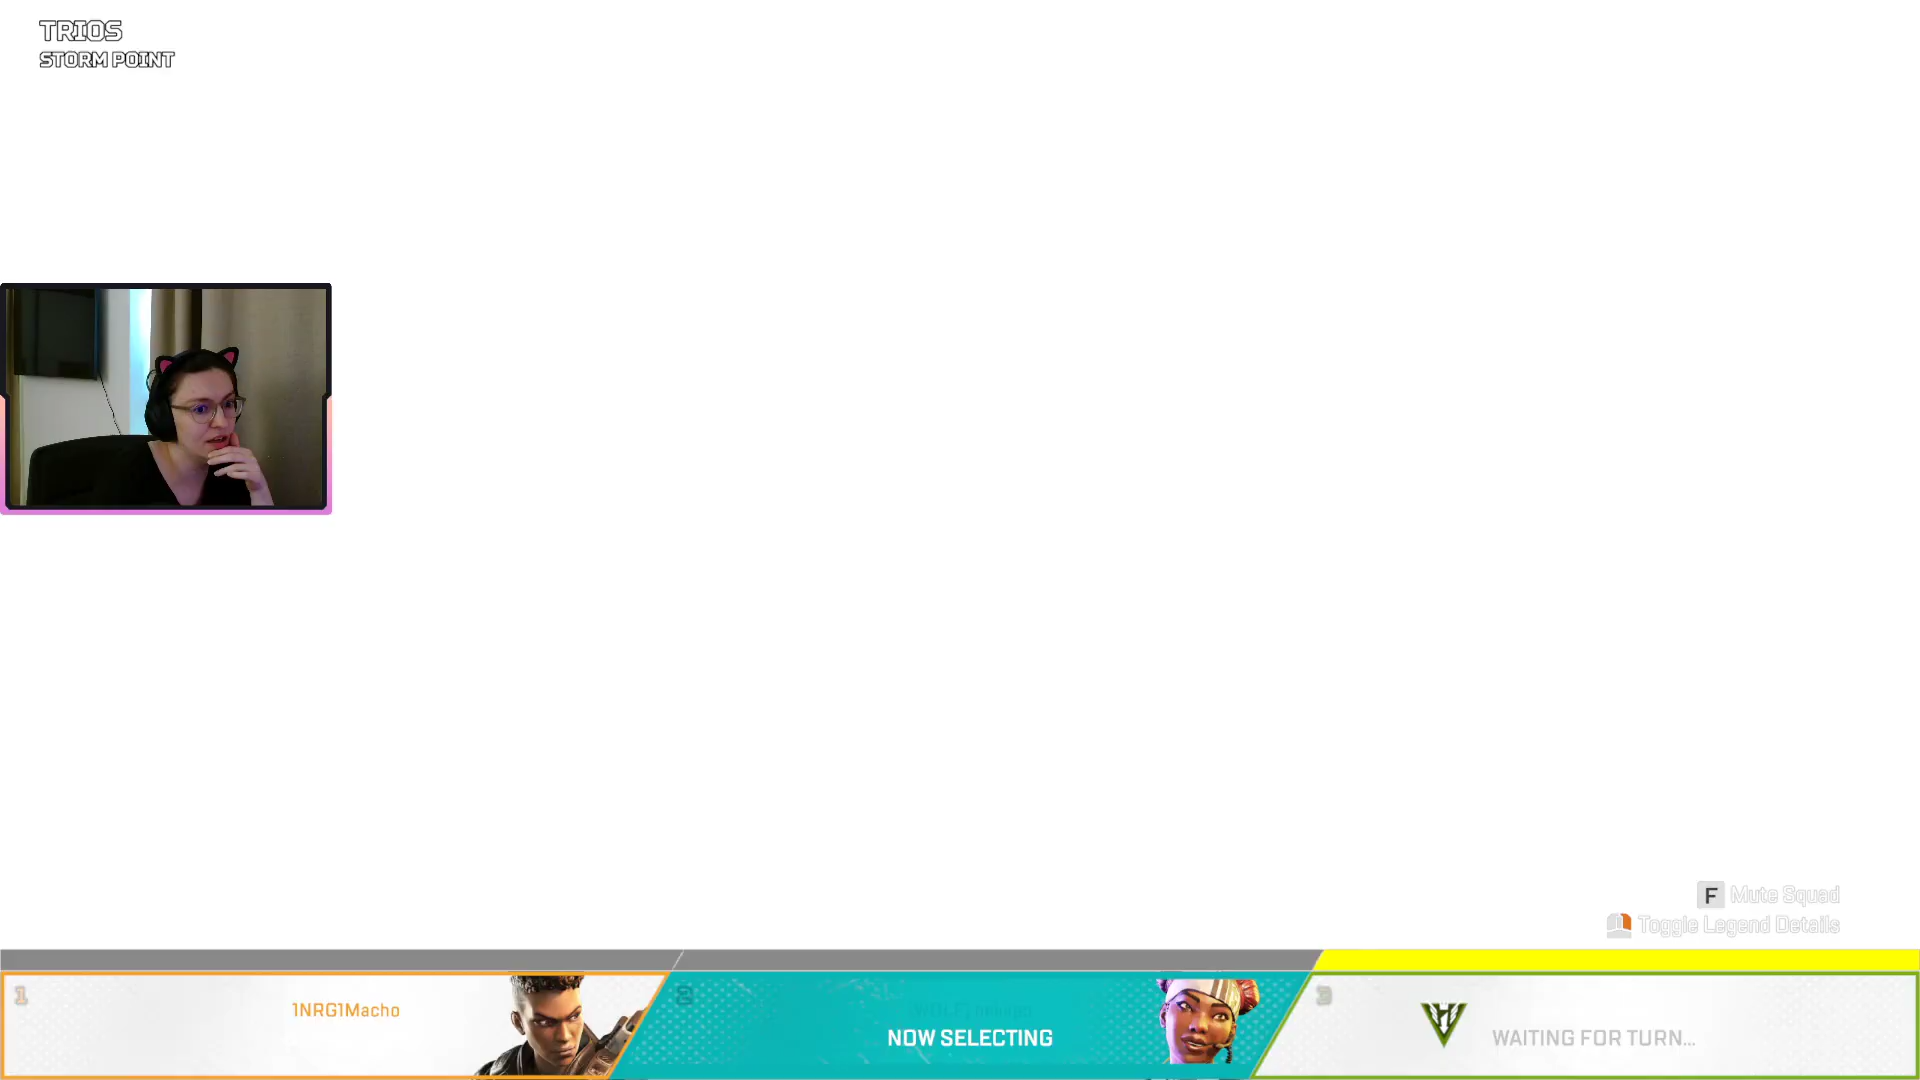 TRIOS
STORM POINT
F Mute Squad
Toggle Legend Details
1
1NRG1Macho
2
NOW SELECTING
3
WAITING FOR TURN...